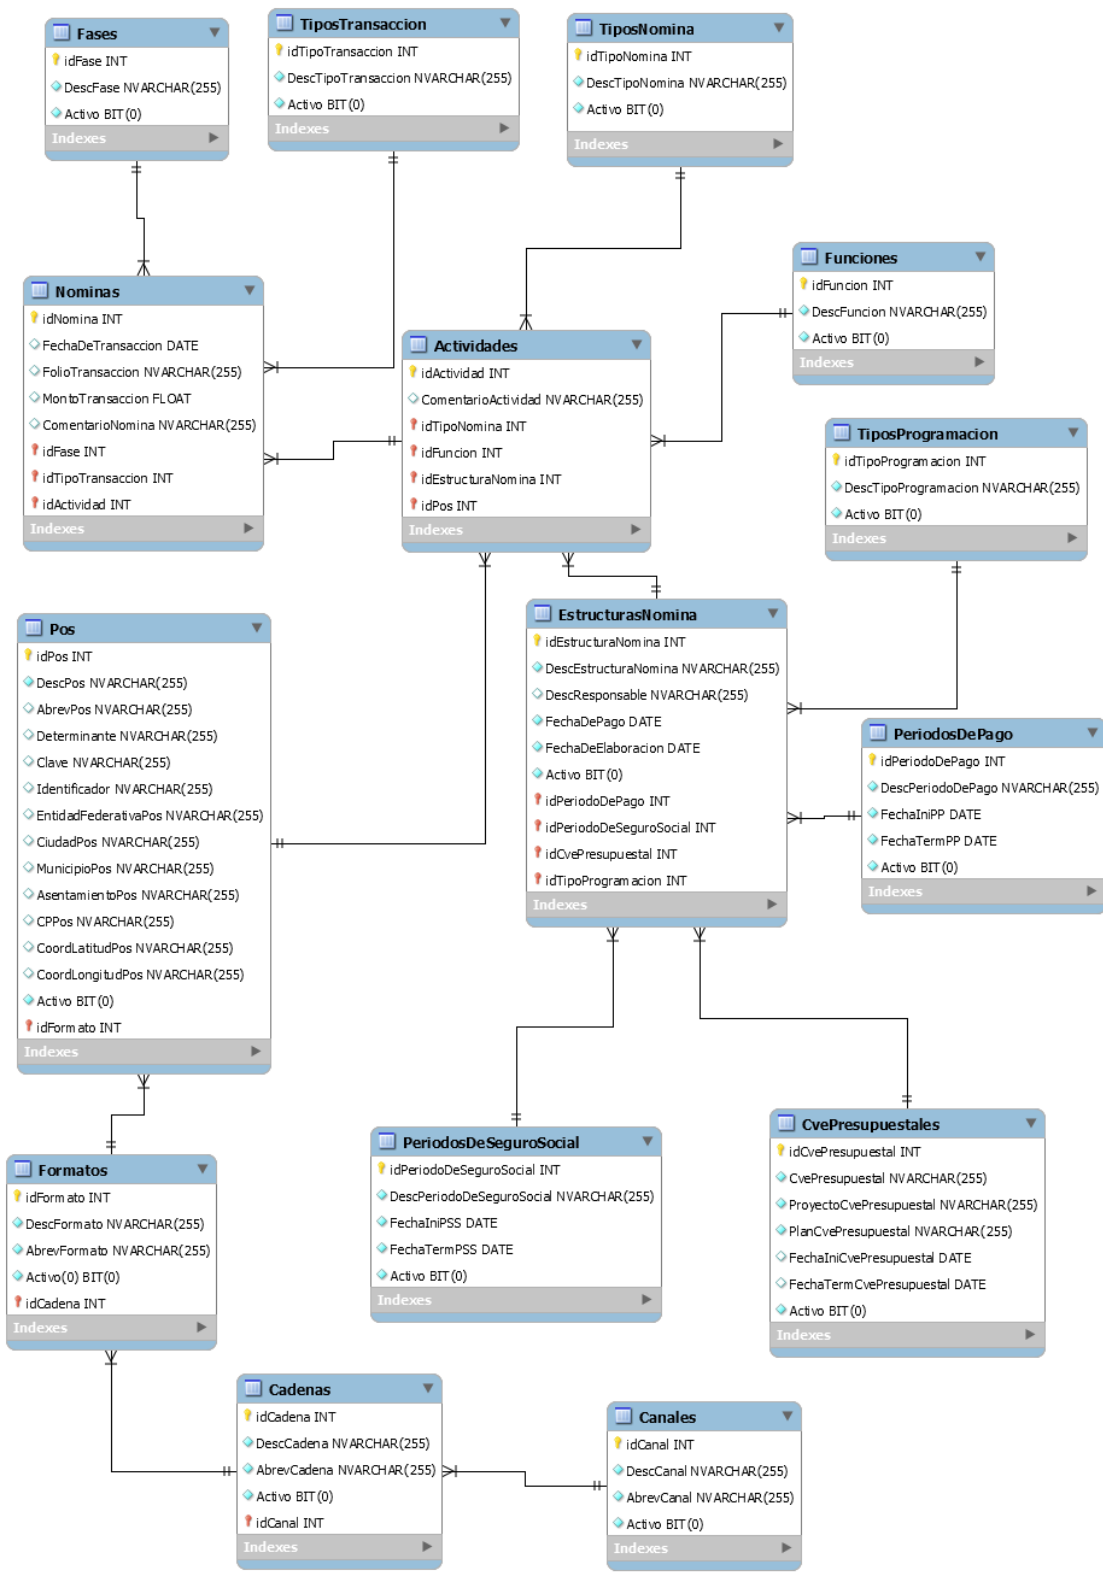 Fases
idFase INT
DescFase NVARCHAR(255)
Activo BIT(0)
Indexes
TiposTransaccion
idTipoTransaccion INT
DescTipoTransaccion NVARCHAR(255)
Activo BIT(0)
Indexes
TiposNomina
idTipoNomina INT
DescTipoNomina NVARCHAR(255)
Activo BIT(0)
Indexes
Nominas
idNomina INT
FechaDeTransaccion DATE
FolioTransaccion NVARCHAR(255)
MontoTransaccion FLOAT
ComentarioNomina NVARCHAR(255)
idFase INT
idTipoTransaccion INT
idActividad INT
Indexes
Actividades
idActividad INT
ComentarioActividad NVARCHAR(255)
idTipoNomina INT
idFuncion INT
idEstructuraNomina INT
idPos INT
Indexes
Funciones
idFuncion INT
DescFuncion NVARCHAR(255)
Activo BIT(0)
Indexes
TiposProgramacion
idTipoProgramacion INT
DescTipoProgramacion NVARCHAR(255)
Activo BIT(0)
Indexes
Pos
idPos INT
DescPos NVARCHAR(255)
AbrevPos NVARCHAR(255)
Determinante NVARCHAR(255)
Clave NVARCHAR(255)
Identificador NVARCHAR(255)
EntidadFederativaPos NVARCHAR(255)
CiudadPos NVARCHAR(255)
MunicipioPos NVARCHAR(255)
AsentamientoPos NVARCHAR(255)
CPPos NVARCHAR(255)
CoordLatitudPos NVARCHAR(255)
CoordLongitudPos NVARCHAR(255)
Activo BIT(0)
idFormato INT
Indexes
EstructurasNomina
idEstructuraNomina INT
DescEstructuraNomina NVARCHAR(255)
DescResponsable NVARCHAR(255)
FechaDePago DATE
FechaDeElaboracion DATE
Activo BIT(0)
idPeriodoDePago INT
idPeriodoDeSeguroSocial INT
idCvePresupuestal INT
idTipoProgramacion INT
Indexes
PeriodosDePago
idPeriodoDePago INT
DescPeriodoDePago NVARCHAR(255)
FechaIniPP DATE
FechaTermPP DATE
Activo BIT(0)
Indexes
PeriodosDeSeguroSocial
idPeriodoDeSeguroSocial INT
DescPeriodoDeSeguroSocial NVARCHAR(255)
FechaIniPSS DATE
FechaTermPSS DATE
Activo BIT(0)
Indexes
CvePresupuestales
idCvePresupuestal INT
CvePresupuestal NVARCHAR(255)
ProyectoCvePresupuestal NVARCHAR(255)
PlanCvePresupuestal NVARCHAR(255)
FechaIniCvePresupuestal DATE
FechaTermCvePresupuestal DATE
Activo BIT(0)
Indexes
Formatos
idFormato INT
DescFormato NVARCHAR(255)
AbrevFormato NVARCHAR(255)
Activo(0) BIT(0)
idCadena INT
Indexes
Cadenas
idCadena INT
DescCadena NVARCHAR(255)
AbrevCadena NVARCHAR(255)
Activo BIT(0)
idCanal INT
Indexes
Canales
idCanal INT
DescCanal NVARCHAR(255)
AbrevCanal NVARCHAR(255)
Activo BIT(0)
Indexes